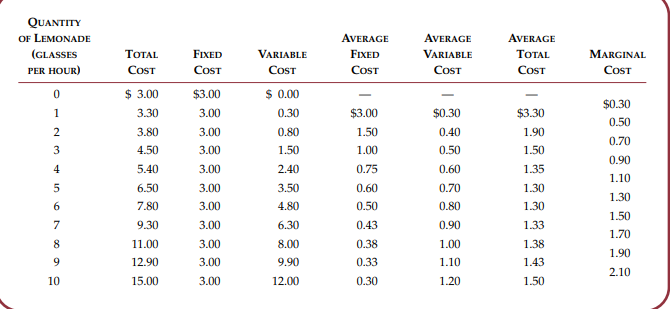 QUANTITY
OF LEMONADE AVERAGE AVERAGE AVERAGE
(GLASSES TOTAL FIXED VARIABLE FIXED VARIABLE TOTAL MARGINAL
PER HOUR) COST COST COST COST COST COST COST
0 $ 3.00 $3.00 $ 0.00 — — —
$0.30
1 3.30 3.00 0.30 $3.00 $0.30 $3.30
0.50
2 3.80 3.00 0.80 1.50 0.40 1.90
0.70
3 4.50 3.00 1.50 1.00 0.50 1.50
0.90
4 5.40 3.00 2.40 0.75 0.60 1.35
1.10
5 6.50 3.00 3.50 0.60 0.70 1.30
1.30
6 7.80 3.00 4.80 0.50 0.80 1.30
1.50
7 9.30 3.00 6.30 0.43 0.90 1.33
1.70
8 11.00 3.00 8.00 0.38 1.00 1.38
1.90
9 12.90 3.00 9.90 0.33 1.10 1.43
2.10
10 15.00 3.00 12.00 0.30 1.20 1.50